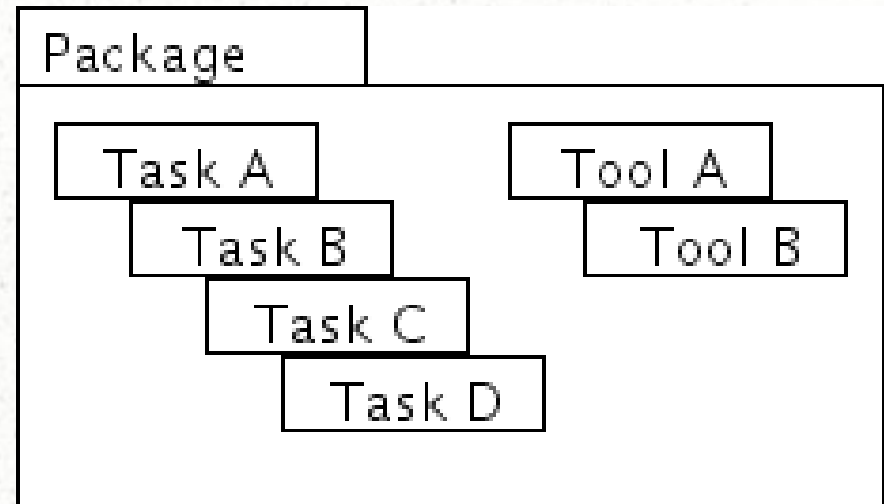 Package
Task A
Tool A
Task B
Tool B
Task C
Task D